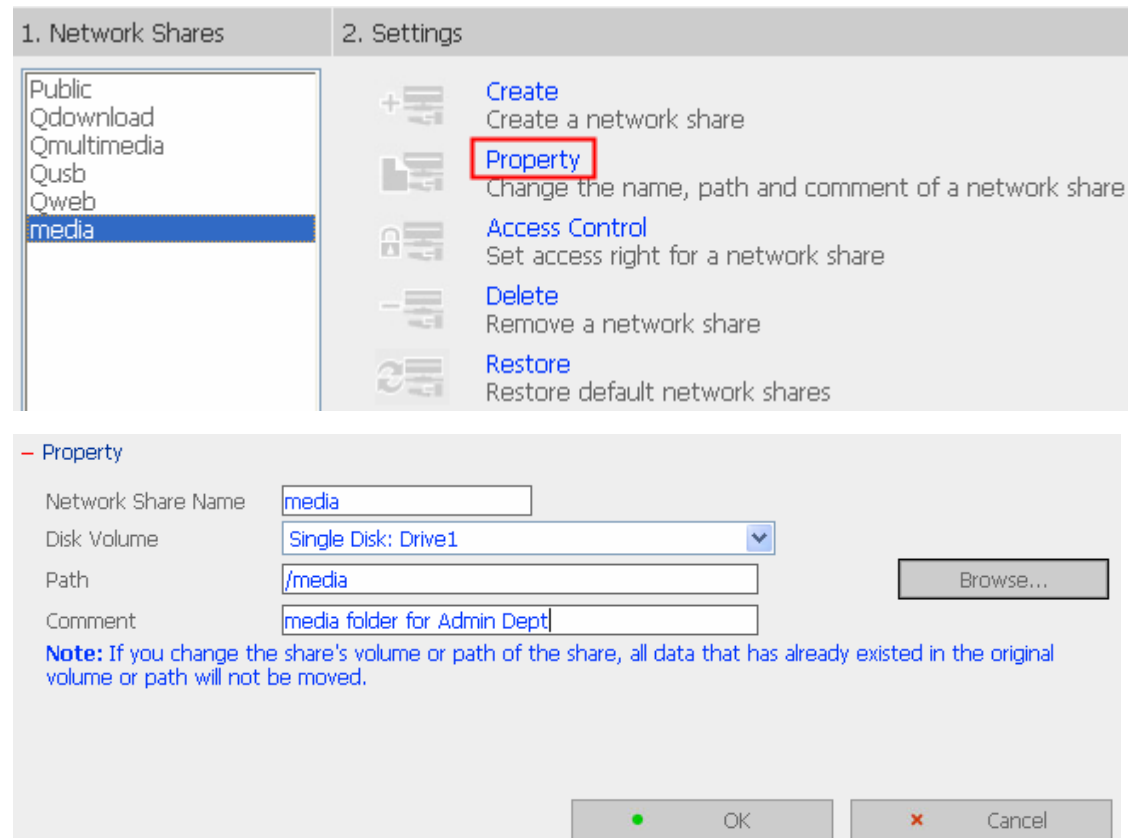 1. Network Shares
2. Settings
Public
Qdownload
Qmultimedia
Qusb
Qweb
media
Create
Create a network share
Property
Change the name, path and comment of a network share
Access Control
Set access right for a network share
Delete
Remove a network share
Restore
Restore default network shares
– Property
Network Share Name media
Disk Volume Single Disk: Drive1
Path /media Browse...
Comment media folder for Admin Dept
Note: If you change the share's volume or path of the share, all data that has already existed in the original
volume or path will not be moved.
OK Cancel